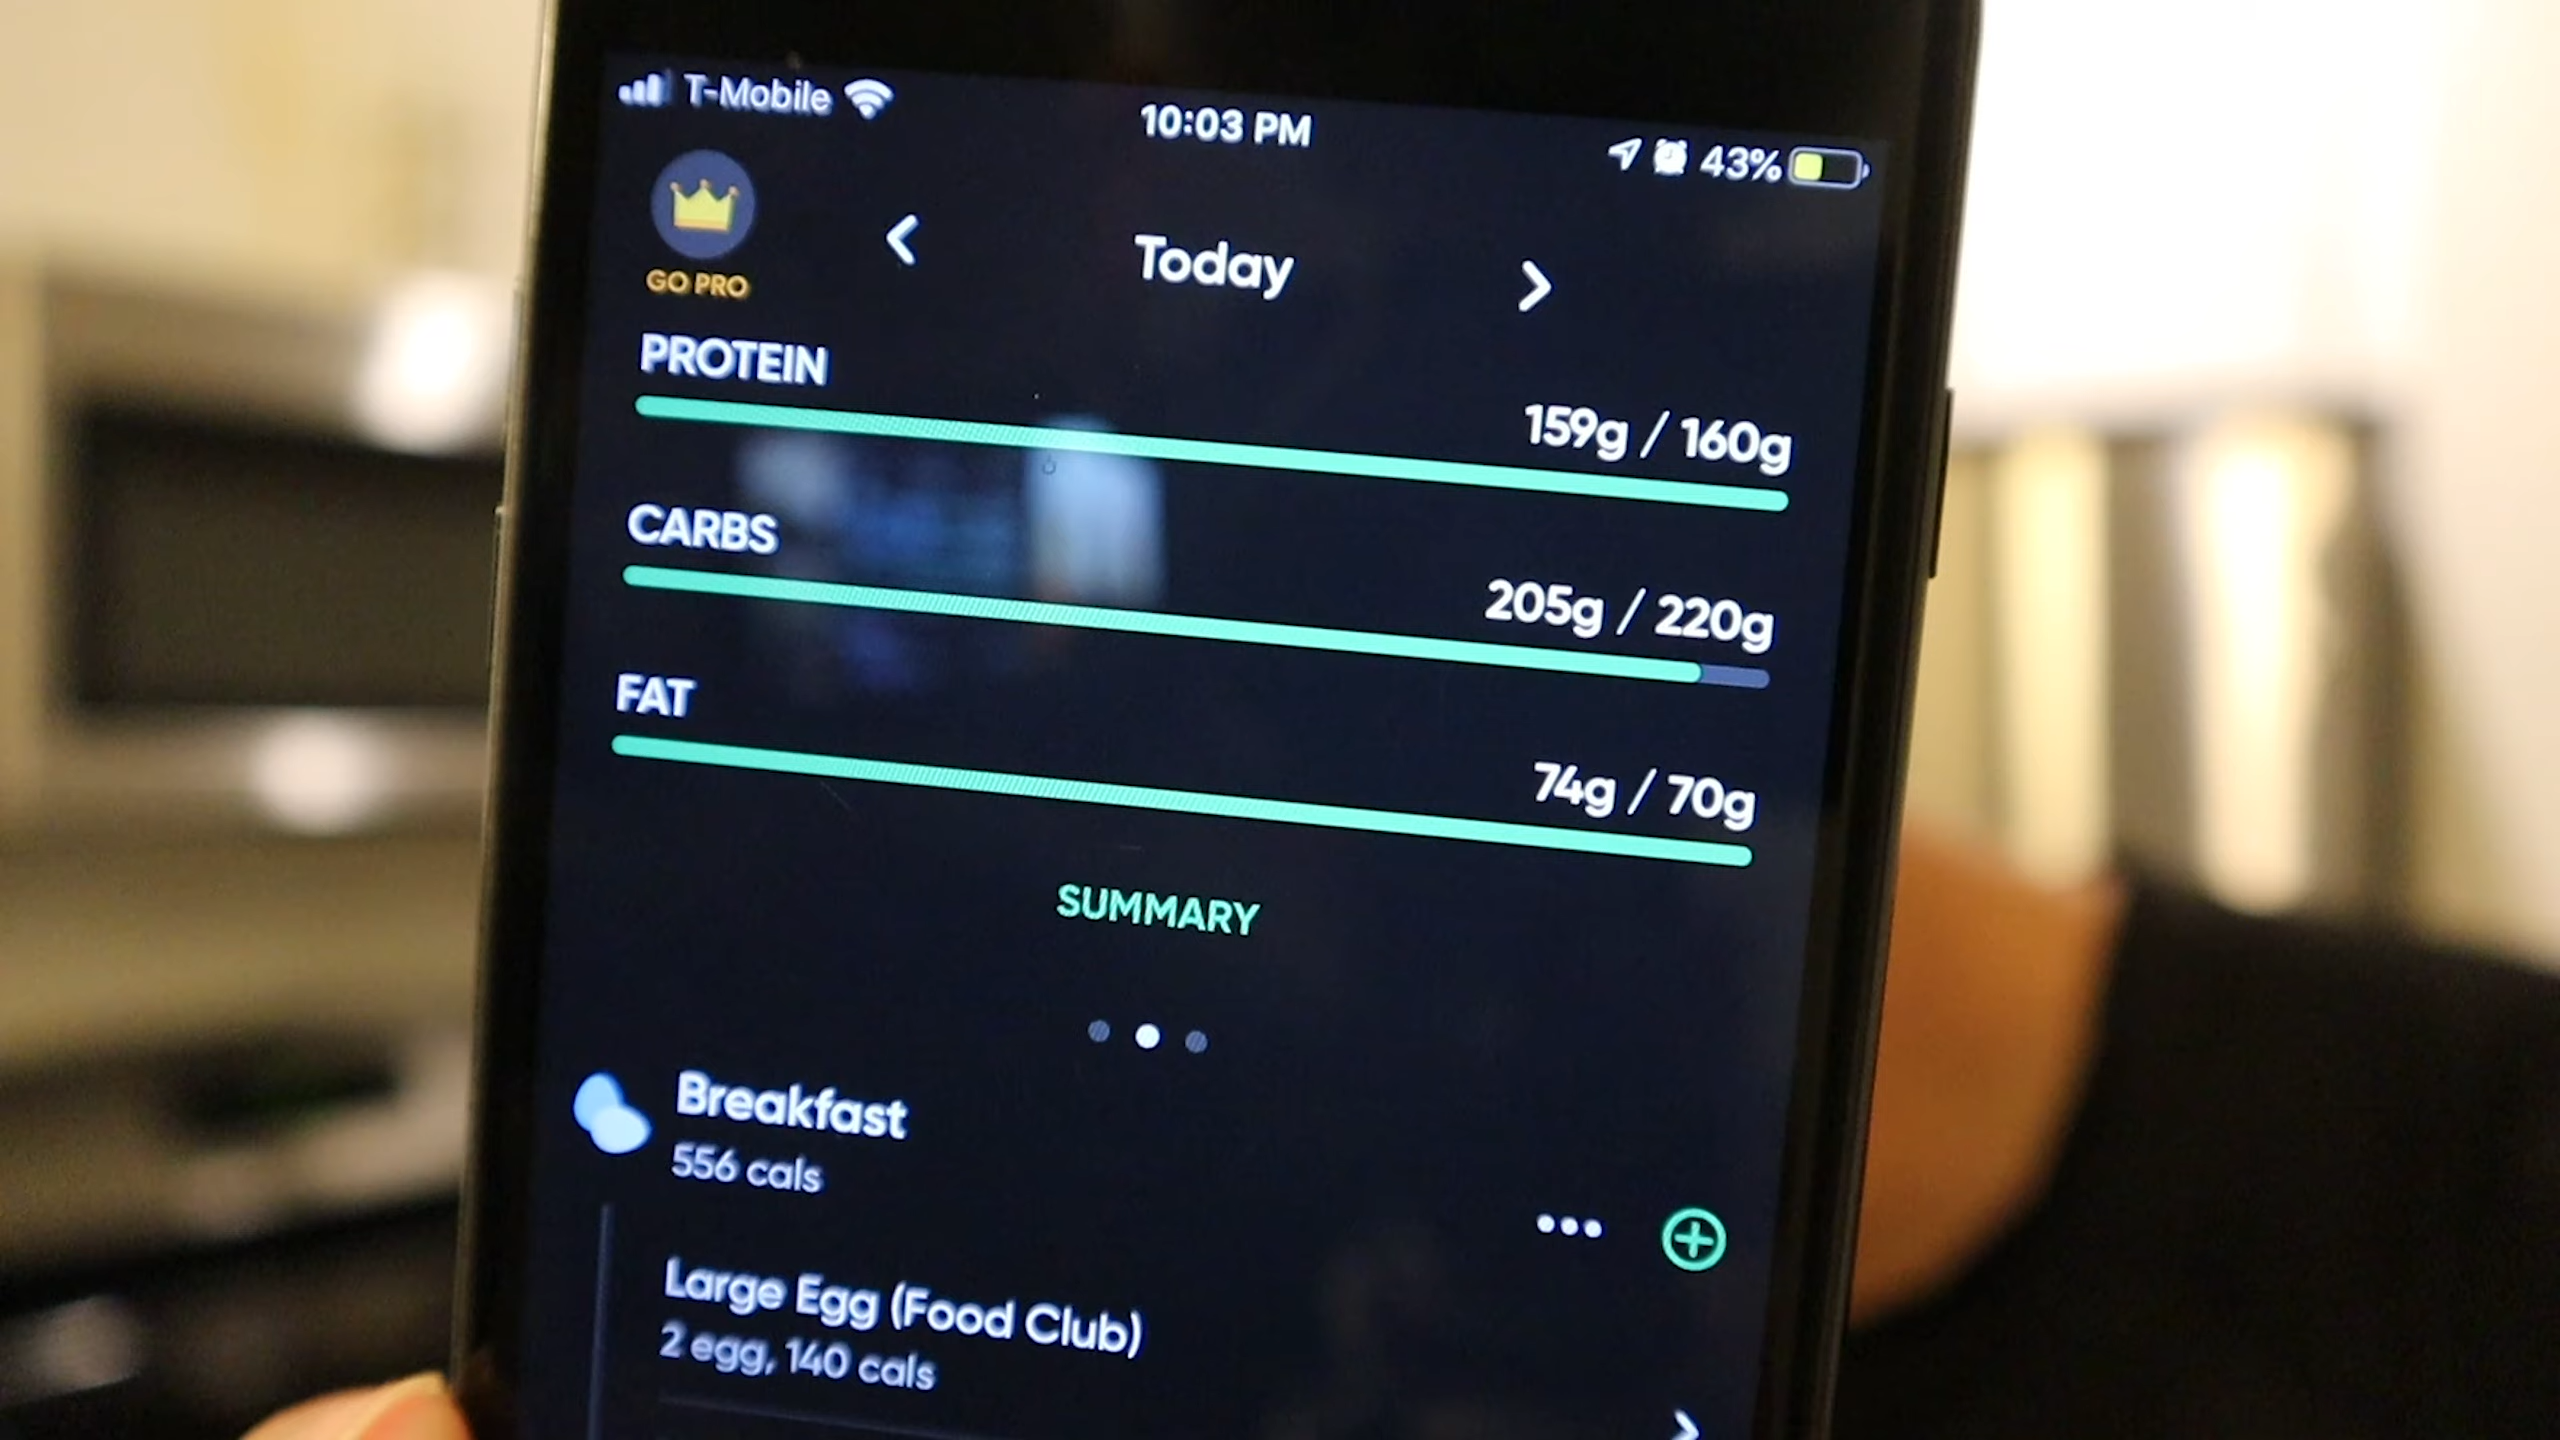 T-Mobile
10:03 PM
43%
GO PRO
Today
PROTEIN
159g / 160g
CARBS
205g / 220g
FAT
74g / 70g
SUMMARY
Breakfast
556 cals
Large Egg (Food Club)
2 egg, 140 cals